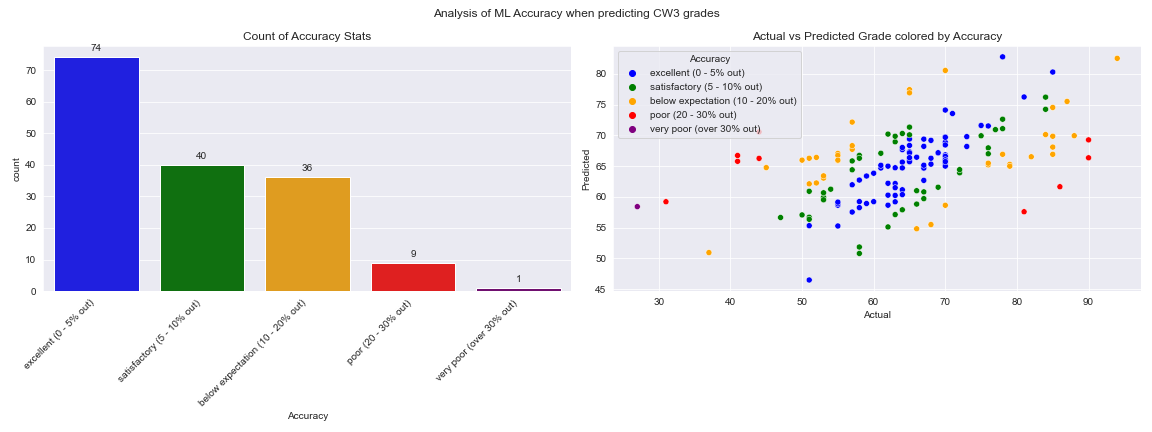 Analysis of ML Accuracy when predicting CW3 grades
Count of Accuracy Stats
count
0
10
20
30
40
50
60
70
74
40
36
9
1
excellent (0 - 5% out)
satisfactory (5 - 10% out)
below expectation (10 - 20% out)
poor (20 - 30% out)
very poor (over 30% out)
Accuracy
Actual vs Predicted Grade colored by Accuracy
Accuracy
excellent (0 - 5% out)
satisfactory (5 - 10% out)
below expectation (10 - 20% out)
poor (20 - 30% out)
very poor (over 30% out)
Predicted
80
75
70
65
60
55
50
45
30
40
50
60
70
80
90
Actual